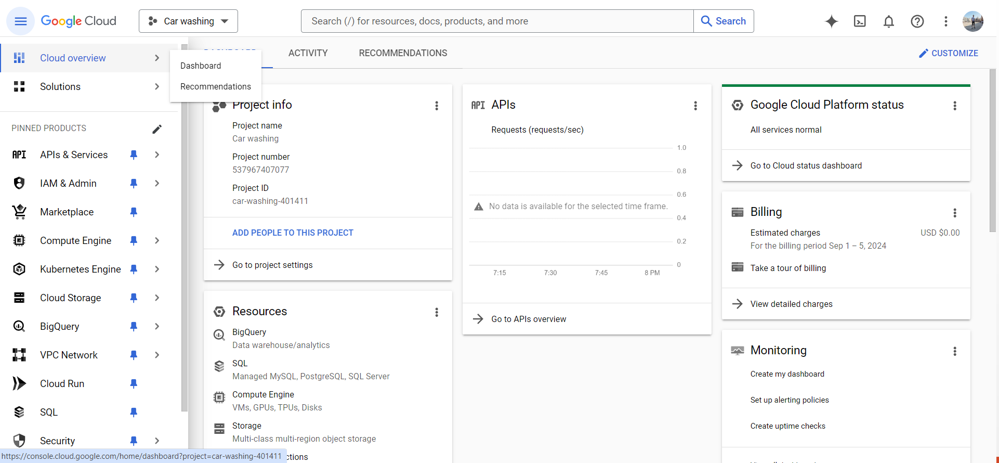 Google Cloud
Car washing
Search (/) for resources, docs, products, and more
Search
Cloud overview
Solutions
PINNED PRODUCTS
API APIs & Services
IAM & Admin
Marketplace
Compute Engine
Kubernetes Engine
Cloud Storage
BigQuery
VPC Network
Cloud Run
SQL
Security
https://console.cloud.google.com/home/dashboard?project=car-washing-401411
Dashboard
Recommendations
ACTIVITY
RECOMMENDATIONS
CUSTOMIZE
Project info
Project name
Car washing
Project number
537967407077
Project ID
car-washing-401411
ADD PEOPLE TO THIS PROJECT
Go to project settings
Resources
BigQuery
Data warehouse/analytics
SQL
Managed MySQL, PostgreSQL, SQL Server
Compute Engine
VMs, GPUs, TPUs, Disks
Storage
Multi-class multi-region object storage
ctions
API APIs
Requests (requests/sec)
1.0
0.8
0.6
No data is available for the selected time frame.
0.4
0.2
0
7:15 7:30 7:45 8 PM
Go to APIs overview
Google Cloud Platform status
All services normal
Go to Cloud status dashboard
Billing
Estimated charges USD $0.00
For the billing period Sep 1 – 5, 2024
Take a tour of billing
View detailed charges
Monitoring
Create my dashboard
Set up alerting policies
Create uptime checks